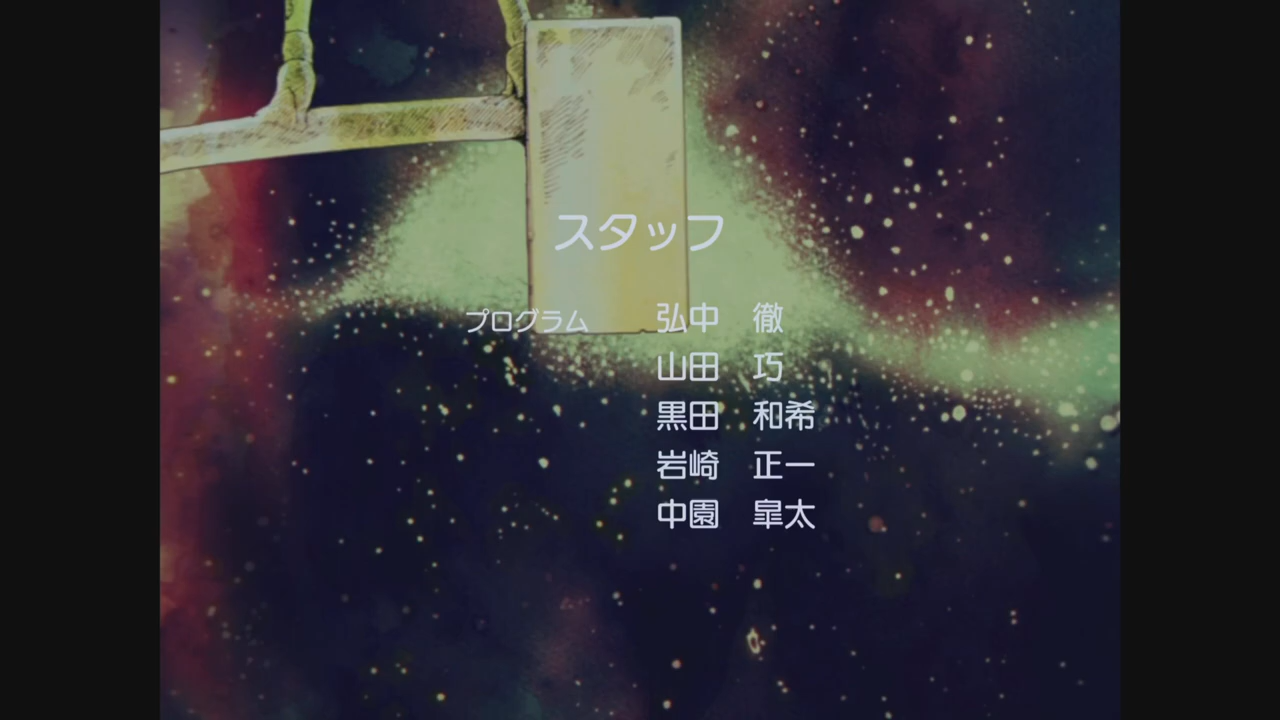 スタッフ
プログラム 弘中 徹
山田 巧
黒田 和希
岩崎 正一
中園 皐太